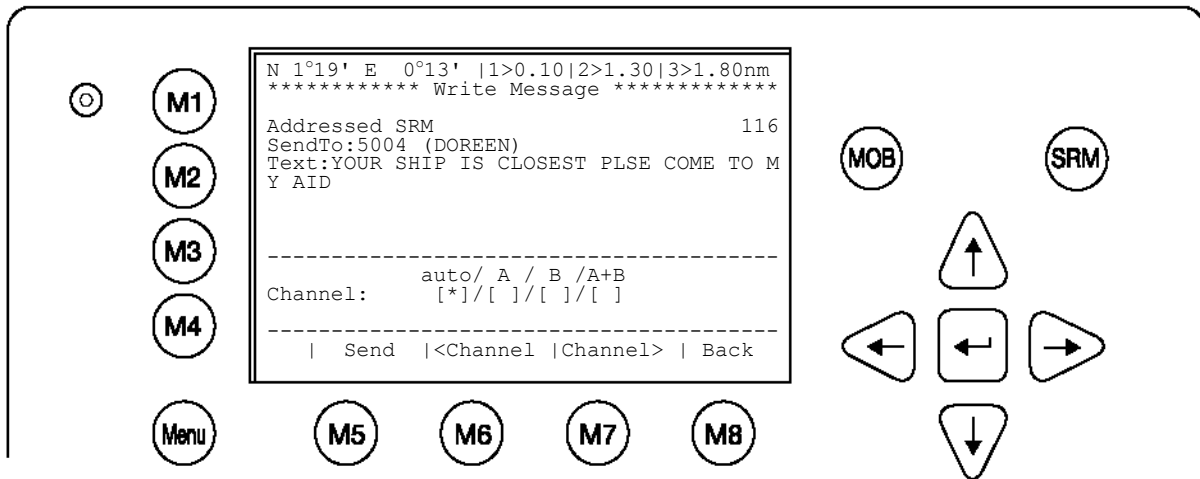 N 1°19' E  0°13' |1>0.10|2>1.30|3>1.80nm
************ Write Message *************
Addressed SRM 116
SendTo:5004 (DOREEN)
Text:YOUR SHIP IS CLOSEST PLSE COME TO M
Y AID
----------------------------------------
auto/ A / B /A+B
Channel: [*]/[ ]/[ ]/[ ]
----------------------------------------
| Send |<Channel |Channel> | Back
M1
M2
M3
M4
Menu
M5
M6
M7
M8
MOB
SRM